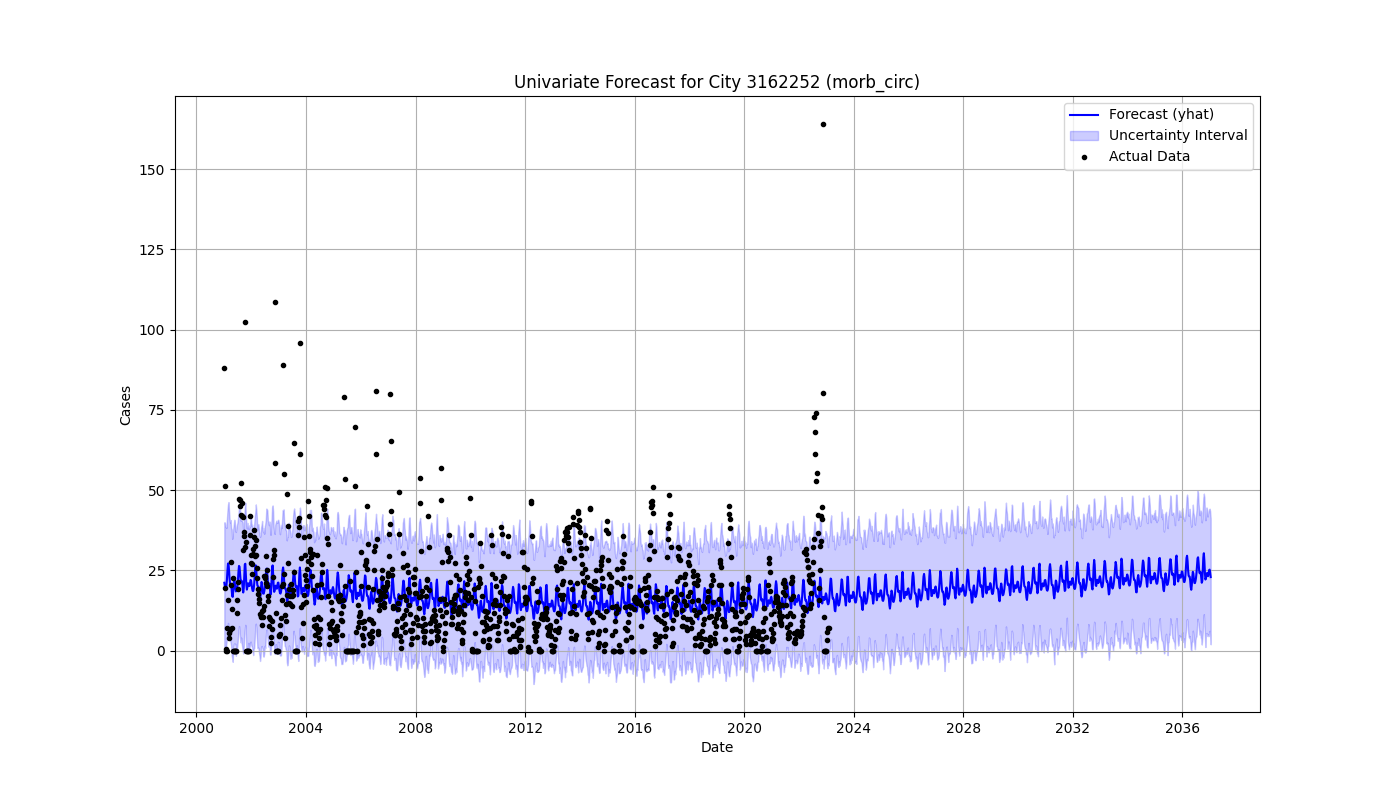 Univariate Forecast for City 3162252 (morb_circ)
Forecast (yhat)
Uncertainty Interval
Actual Data
Cases
150
125
100
75
50
25
0
2000 2004 2008 2012 2016 2020 2024 2028 2032 2036
Date